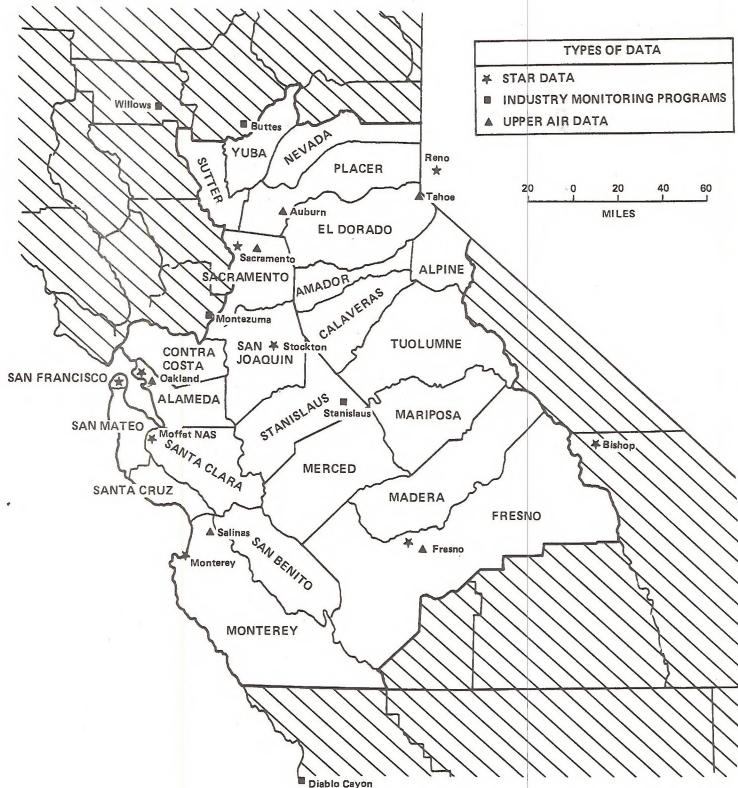 TYPES OF DATA
STAR DATA
INDUSTRY MONITORING PROGRAMS
UPPER AIR DATA
20 0 20 40 60
MILES
Willows
Buttes
YUBA
NEVADA
SUTTER
PLACER
Reno
Tahoe
Auburn
EL DORADO
Sacramento
SACRAMENTO
AMADOR
ALPINE
CALAVERAS
Montezuma
SAN
JOAQUIN
Stockton
TUOLUMNE
CONTRA
COSTA
SAN FRANCISCO
Oakland
ALAMEDA
STANISLAUS
Stanislaus
MARIPOSA
SAN MATEO
Moffet NAS
SANTA CLARA
MERCED
Bishop
SANTA CRUZ
MADERA
FRESNO
Salinas
SAN BENITO
Fresno
Monterey
MONTEREY
Diablo Cayon